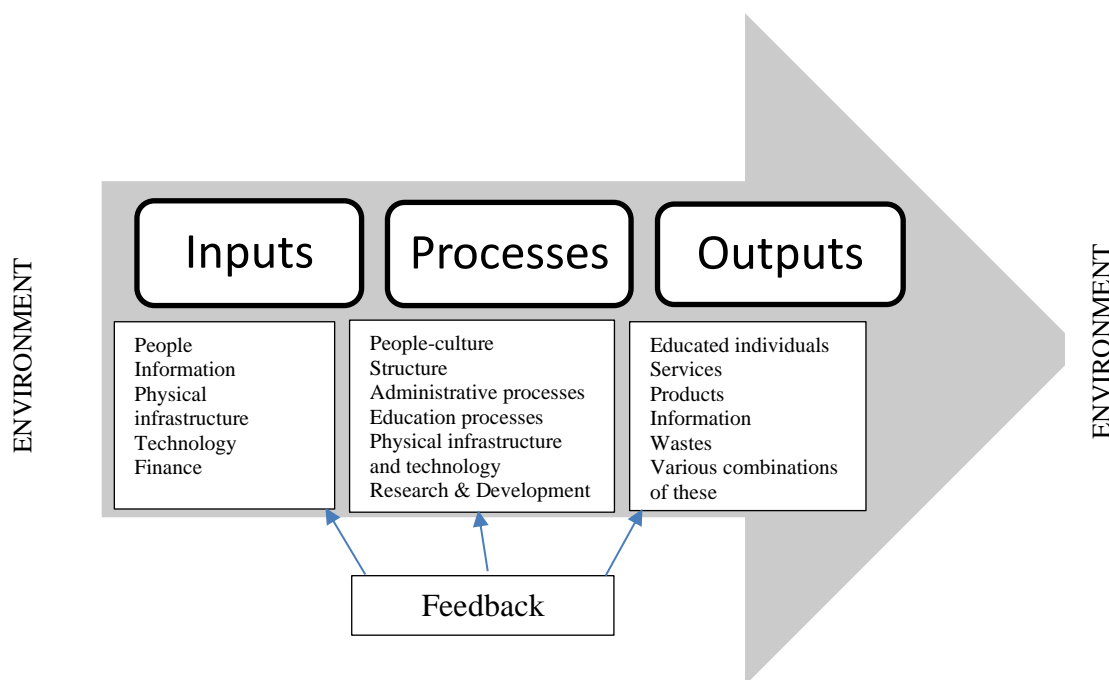 ENVIRONMENT
Inputs
Processes
Outputs
People
Information
Physical
infrastructure
Technology
Finance
People-culture
Structure
Administrative processes
Education processes
Physical infrastructure
and technology
Research & Development
Educated individuals
Services
Products
Information
Wastes
Various combinations
of these
Feedback
ENVIRONMENT